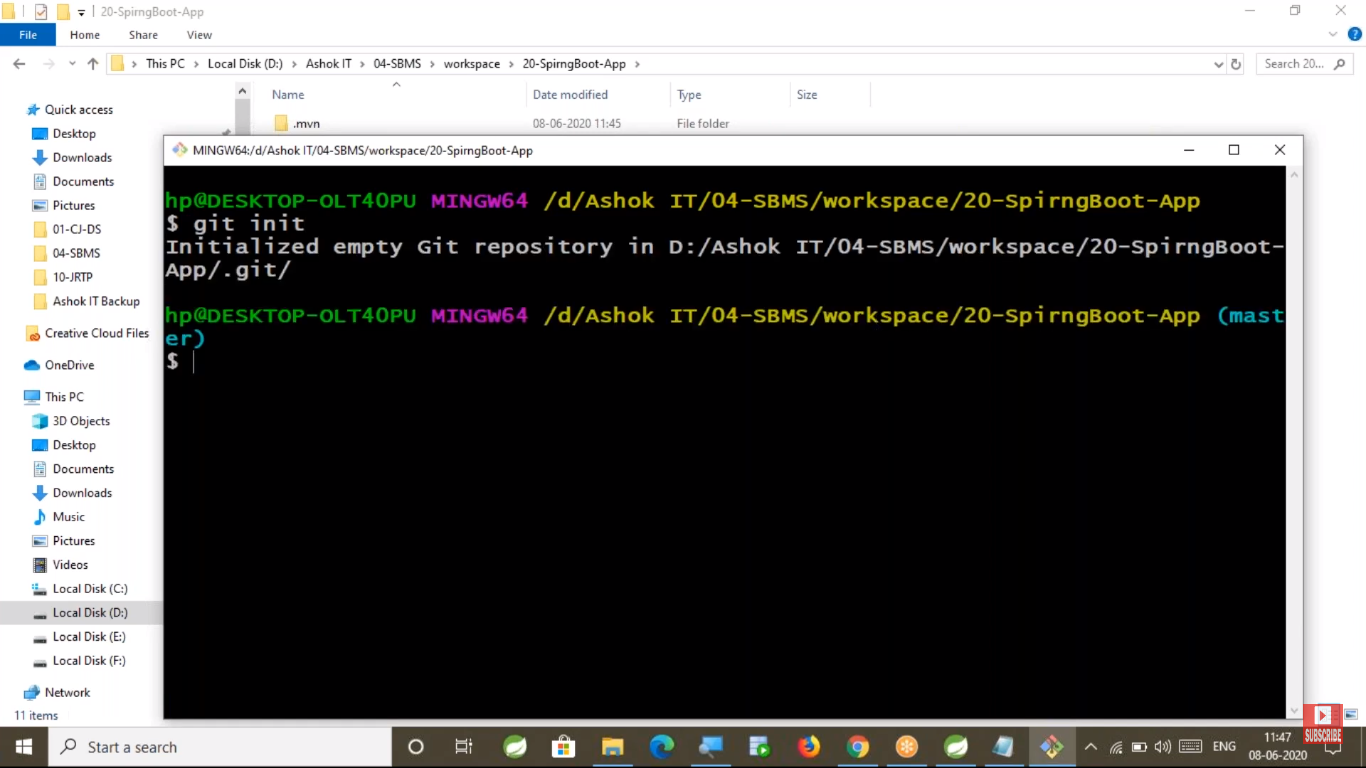 20-SpirngBoot-App
File Home Share View
This PC Local Disk (D:) Ashok IT 04-SBMS workspace 20-SpirngBoot-App Search 20...
Name Date modified Type Size
.mvn 08-06-2020 11:45 File folder
Quick access
Desktop
Downloads
Documents
Pictures
01-CJ-DS
04-SBMS
10-JRTP
Ashok IT Backup
Creative Cloud Files
OneDrive
This PC
3D Objects
Desktop
Documents
Downloads
Music
Pictures
Videos
Local Disk (C:)
Local Disk (D:)
Local Disk (E:)
Local Disk (F:)
Network
11 items
MINGW64:/d/Ashok IT/04-SBMS/workspace/20-SpirngBoot-App
hp@DESKTOP-OLT40PU MINGW64 /d/Ashok IT/04-SBMS/workspace/20-SpirngBoot-App
$ git init
Initialized empty Git repository in D:/Ashok IT/04-SBMS/workspace/20-SpirngBoot-
App/.git/
hp@DESKTOP-OLT40PU MINGW64 /d/Ashok IT/04-SBMS/workspace/20-SpirngBoot-App (mast
er)
$
SUBSCRIBE
Start a search
ENG
11:47
08-06-2020